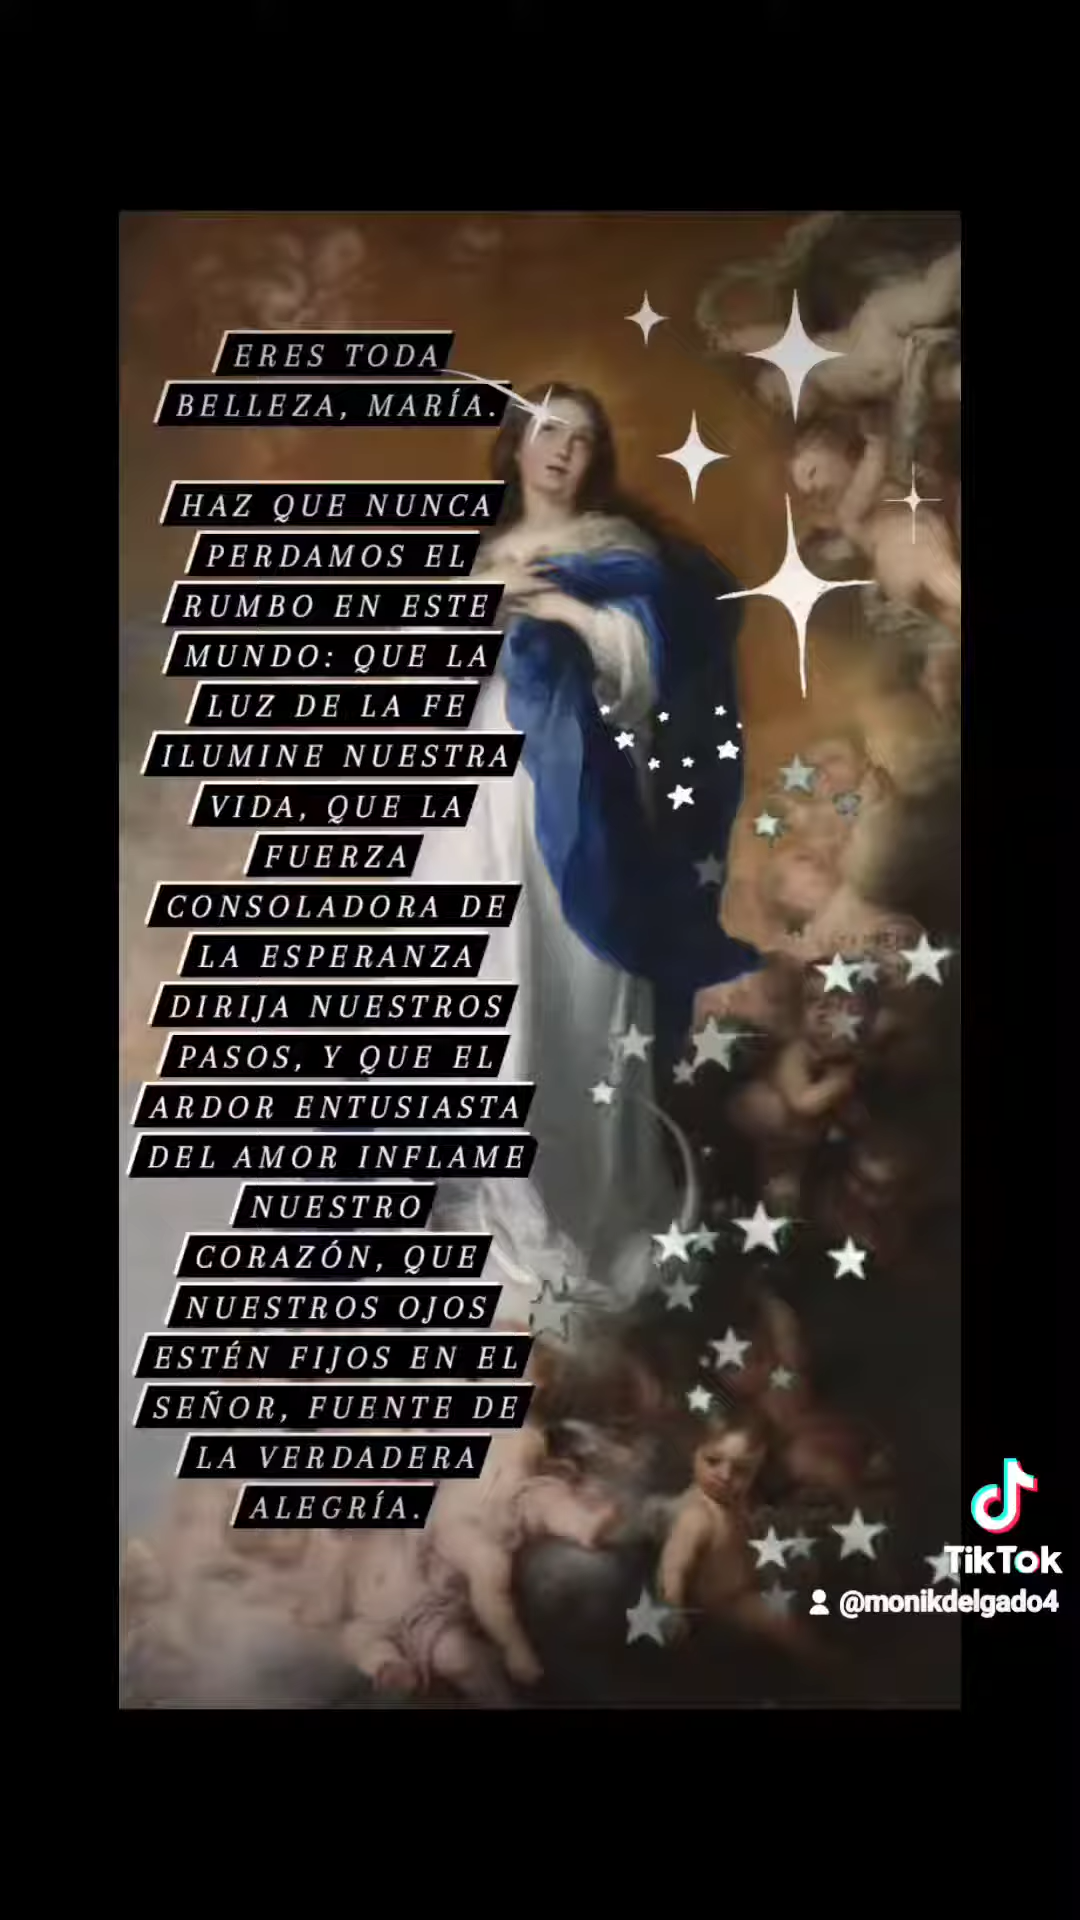 ERES TODA
BELLEZA, MARÍA.
HAZ QUE NUNCA
PERDAMOS EL
RUMBO EN ESTE
MUNDO: QUE LA
LUZ DE LA FE
ILUMINE NUESTRA
VIDA, QUE LA
FUERZA
CONSOLADORA DE
LA ESPERANZA
DIRIJA NUESTROS
PASOS, Y QUE EL
ARDOR ENTUSIASTA
DEL AMOR INFLAME
NUESTRO
CORAZÓN, QUE
NUESTROS OJOS
ESTÉN FIJOS EN EL
SEÑOR, FUENTE DE
LA VERDADERA
ALEGRÍA.
TikTok
@monikdelgado4